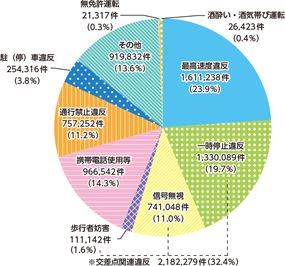 無免許運転
21,317件
(0.3%)
酒酔い・酒気帯び運転
26,423件
(0.4%)
最高速度違反
1,611,238件
(23.9%)
一時停止違反
1,330,089件
(19.7%)
信号無視
741,048件
(11.0%)
歩行者妨害
111,142件
(1.6%)
携帯電話使用等
966,542件
(14.3%)
通行禁止違反
757,252件
(11.2%)
駐(停)車違反
254,316件
(3.8%)
その他
919,832件
(13.6%)
※交差点関連違反 2,182,279件(32.4%)